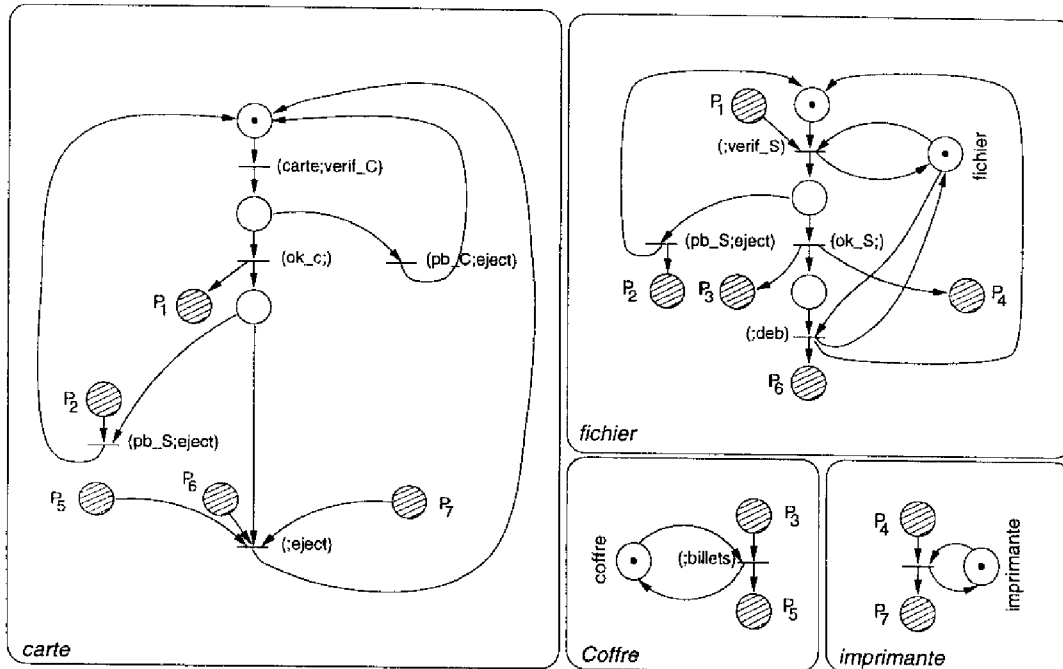 (carte;verif_C}
(ok_c;)
(pb_C;eject)
P1
P2
(pb_S;eject)
P5
P6
P7
(;eject)
carte
P1
(;verif_S)
fichier
(pb_S;eject)
(ok_S;)
P2
P3
P4
(;deb)
P6
fichier
coffre
P3
(;billets)
P5
Coffre
P4
imprimante
P7
imprimante